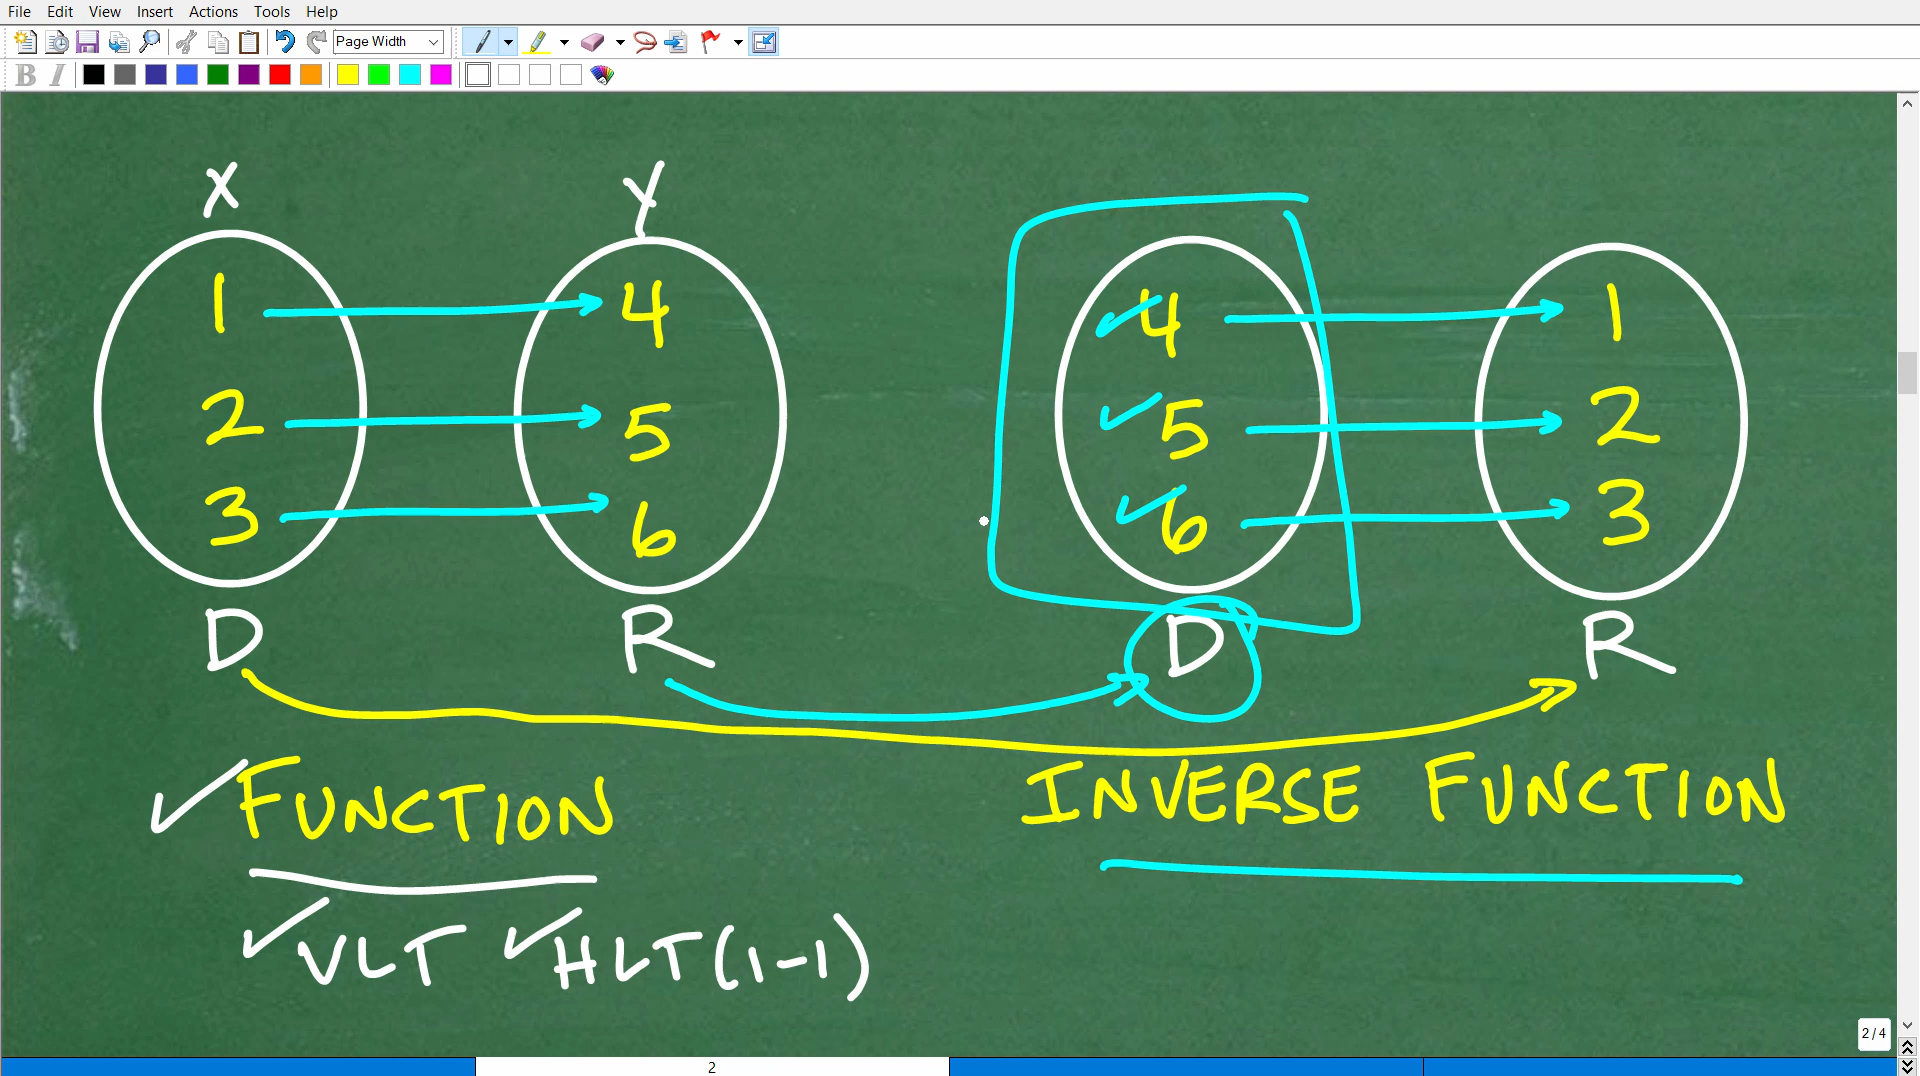 File Edit View Insert Actions Tools Help
Page Width
B I
X Y
1 4 4 1
2 5 5 2
3 6 6 3
D R D R
FUNCTION INVERSE FUNCTION
VLT HLT (1-1)
2 / 4
2